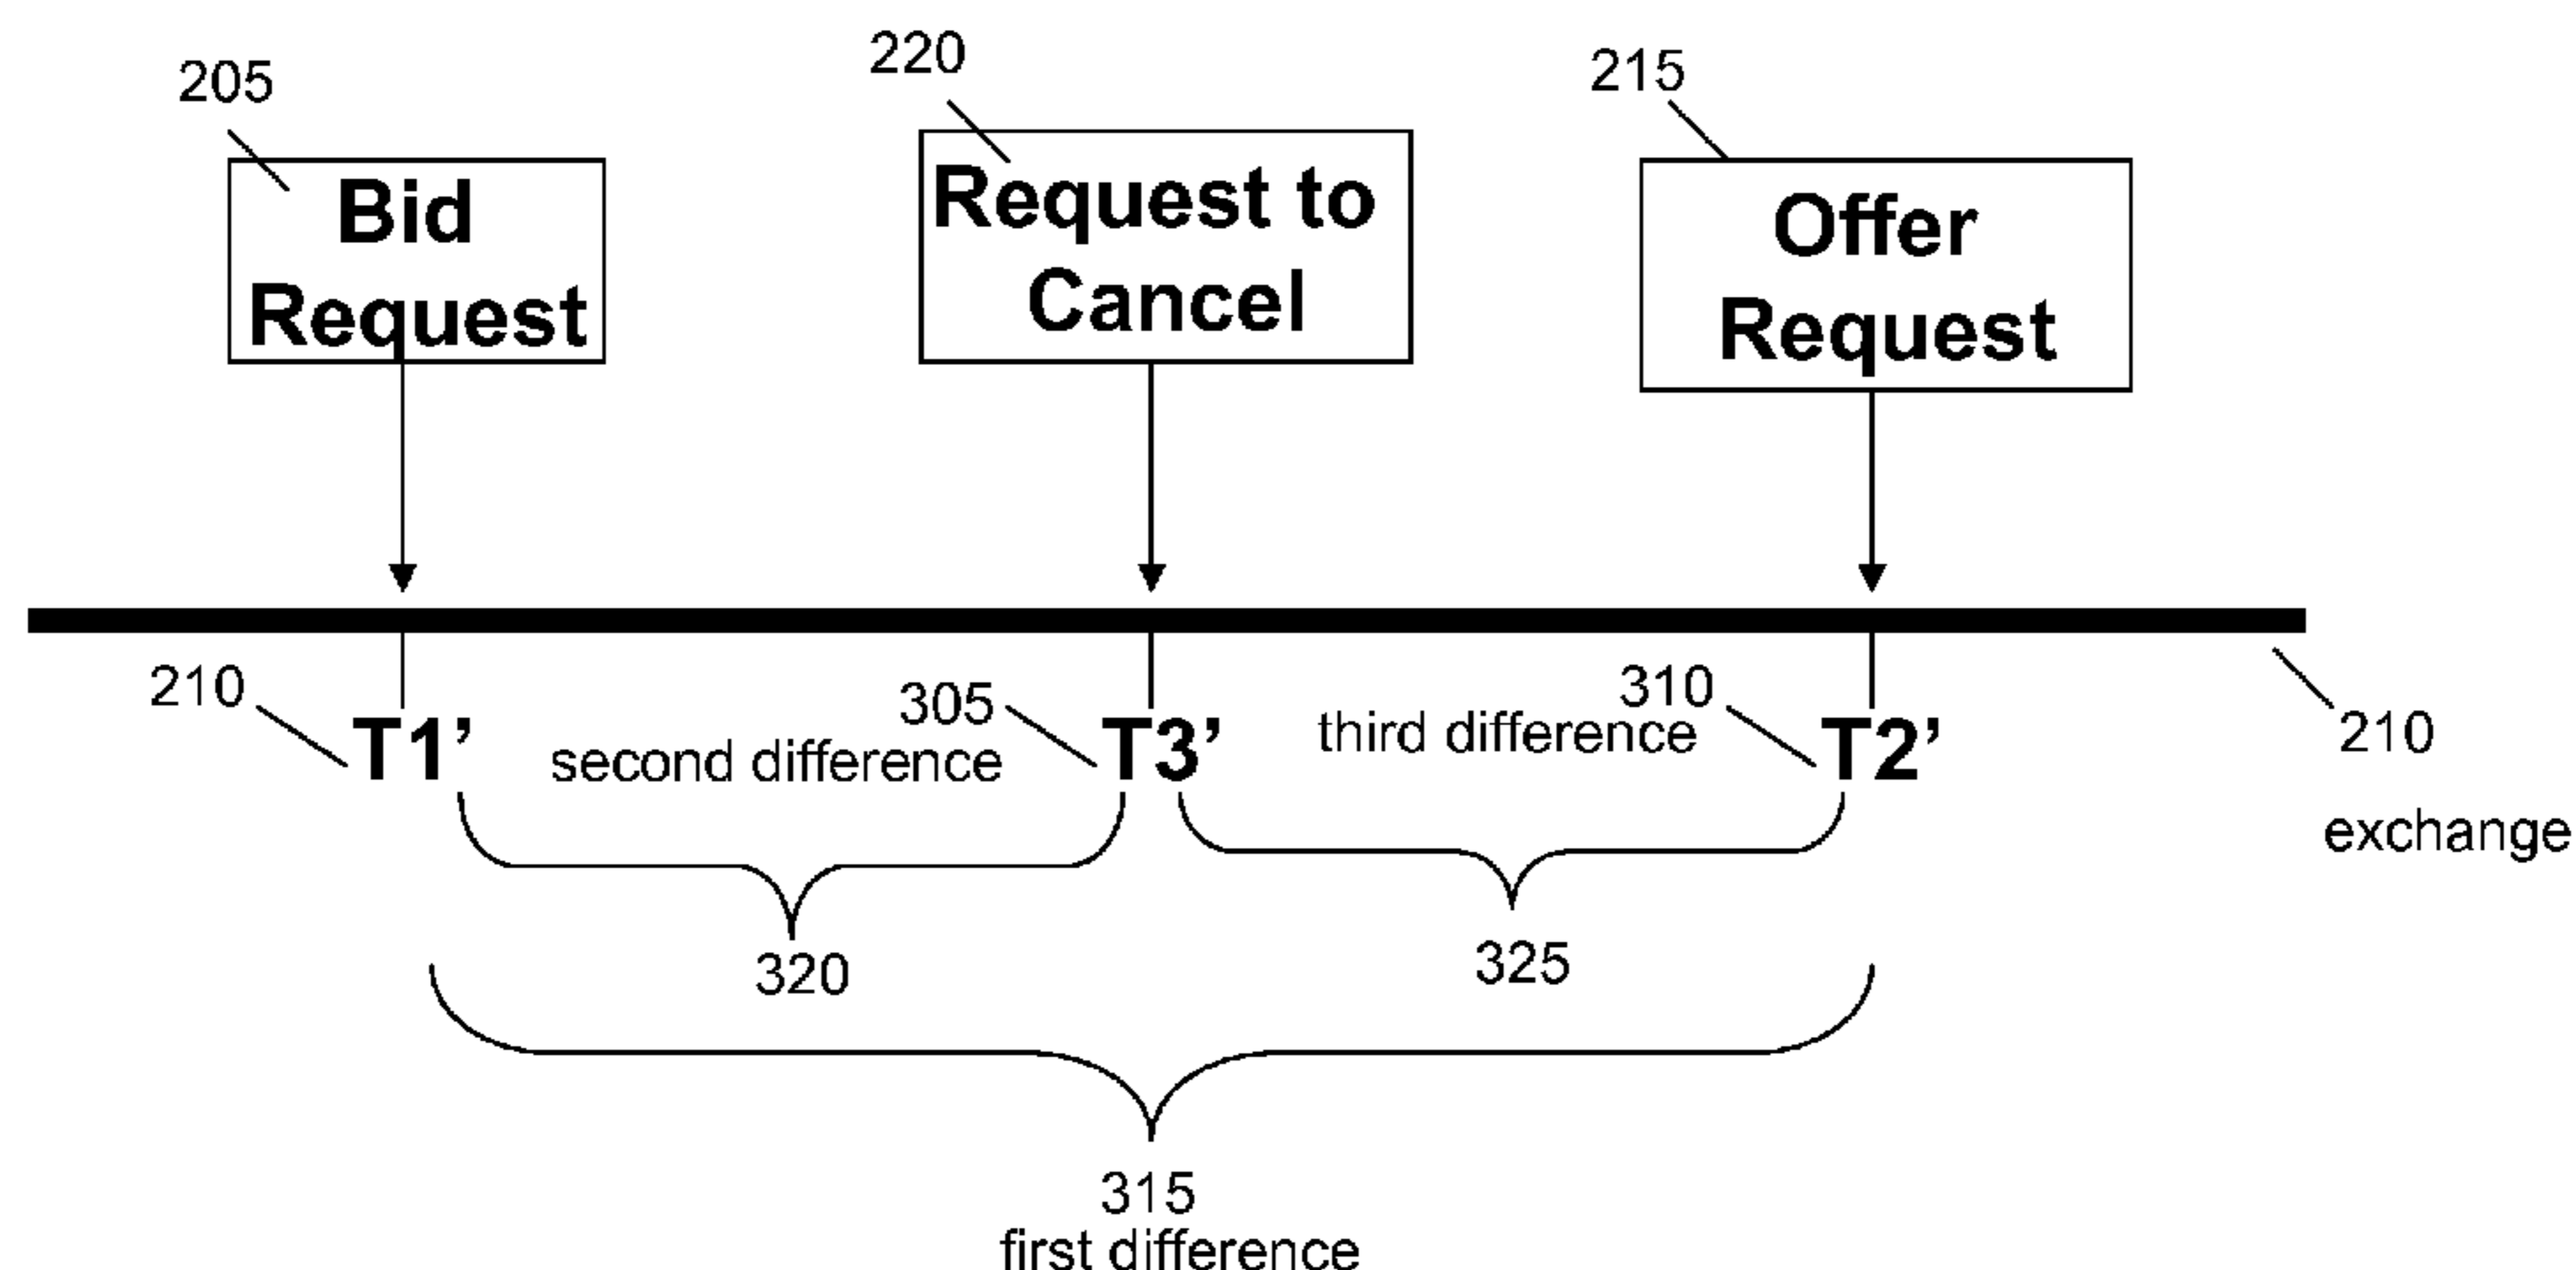 205
220
215
Bid
Request
Request to
Cancel
Offer
Request
210
T1’
second difference
305
T3’
third difference
310
T2’
210
exchange
320
325
315
first difference